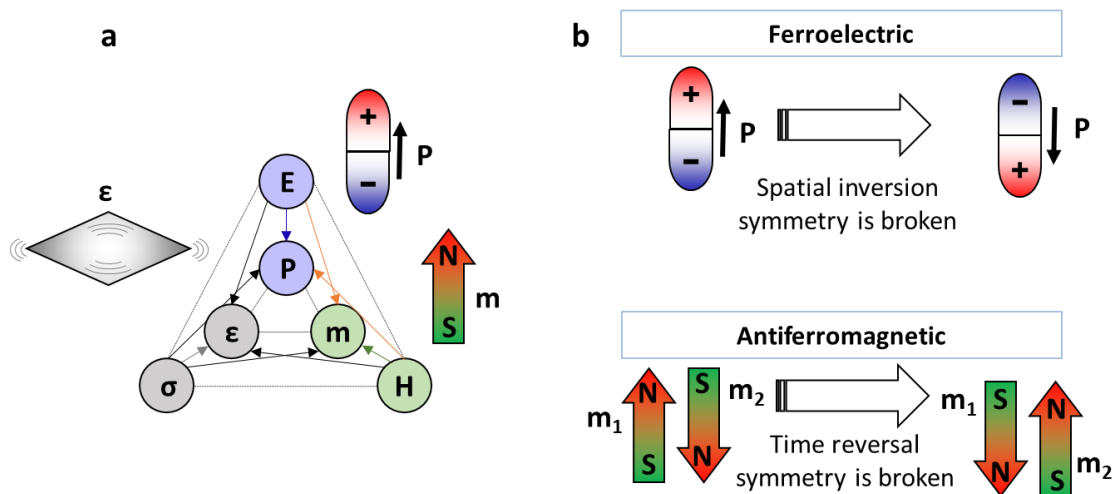 a
ε
+
−
P
E
P
ε
m
σ
H
N
S
m
b
Ferroelectric
+
−
P
Spatial inversion
symmetry is broken
−
+
P
Antiferromagnetic
m₁
N
S
S
N
m₂
Time reversal
symmetry is broken
m₁
S
N
N
S
m₂